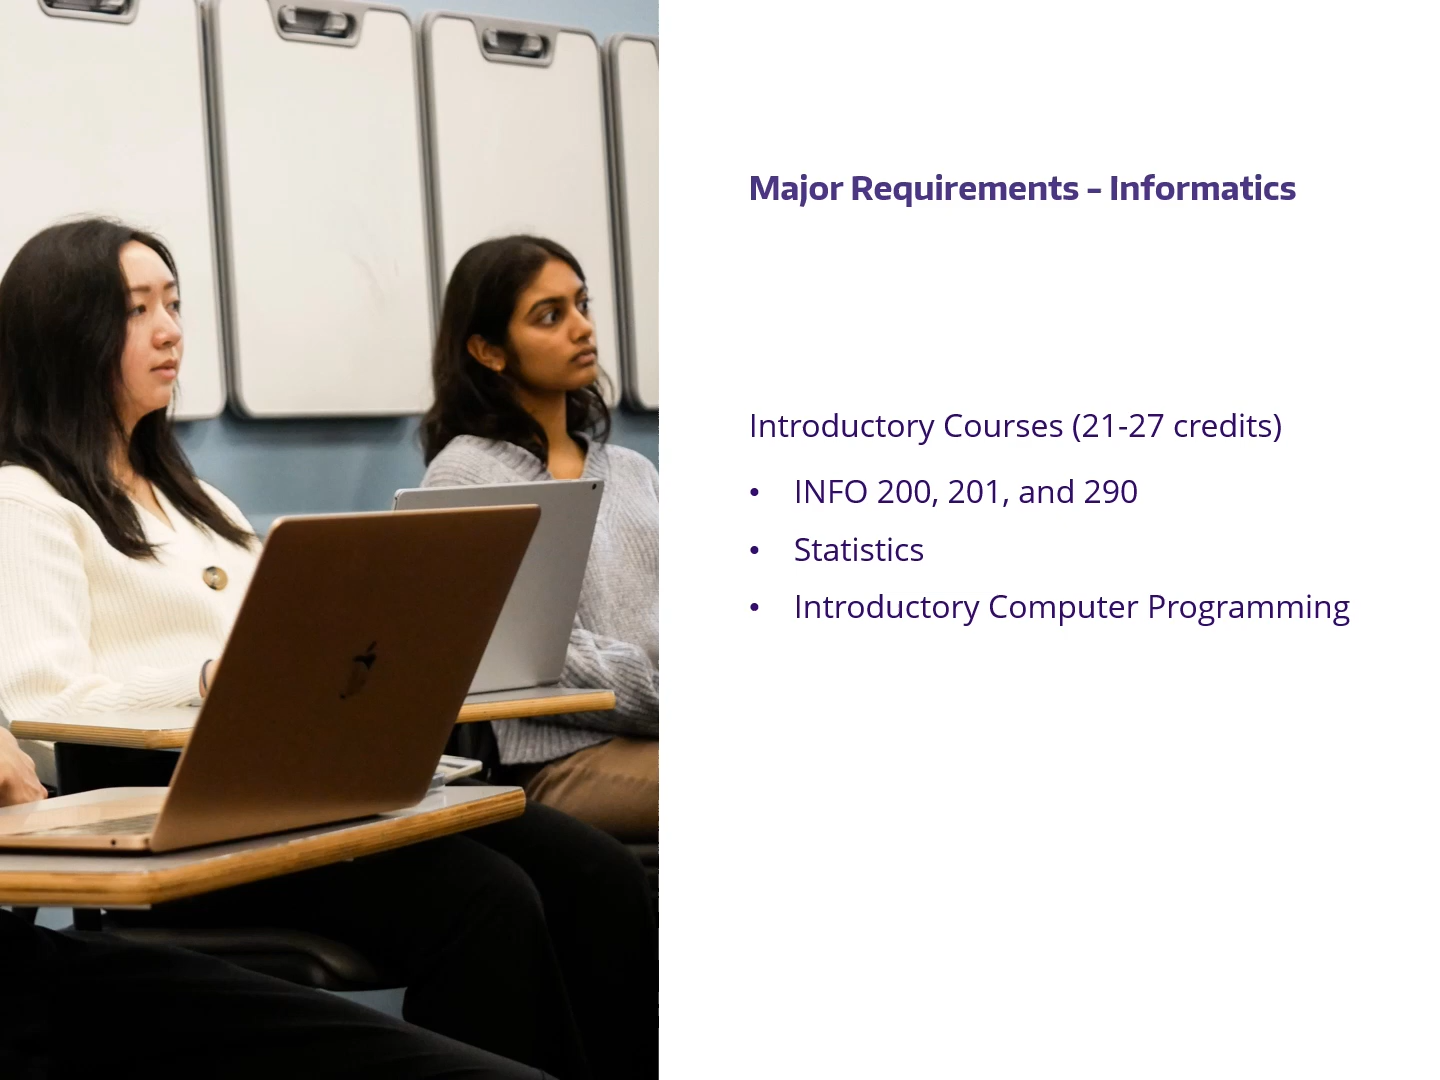 Major Requirements – Informatics
Introductory Courses (21-27 credits)
• INFO 200, 201, and 290
• Statistics
• Introductory Computer Programming